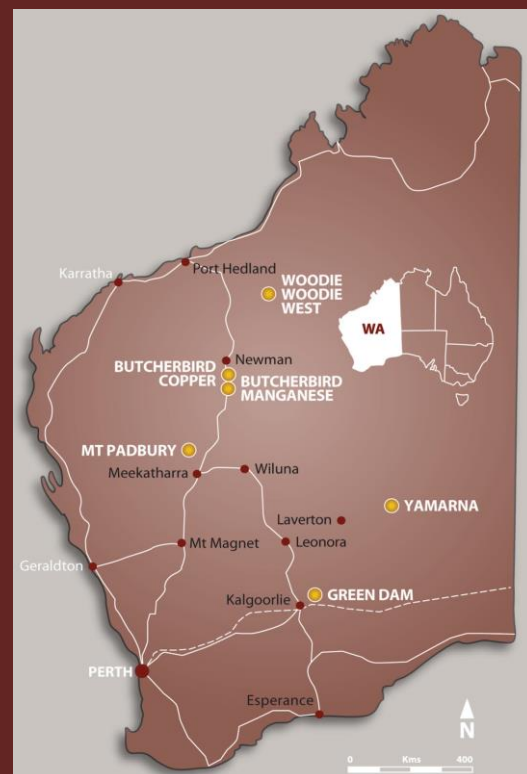 Port Hedland
Karratha
WOODIE
WOODIE
WEST
WA
Newman
BUTCHERBIRD
COPPER
BUTCHERBIRD
MANGANESE
MT PADBURY
Meekatharra
Wiluna
YAMARNA
Laverton
Leonora
Mt Magnet
Geraldton
GREEN DAM
Kalgoorlie
PERTH
Esperance
N
0 Kms 400